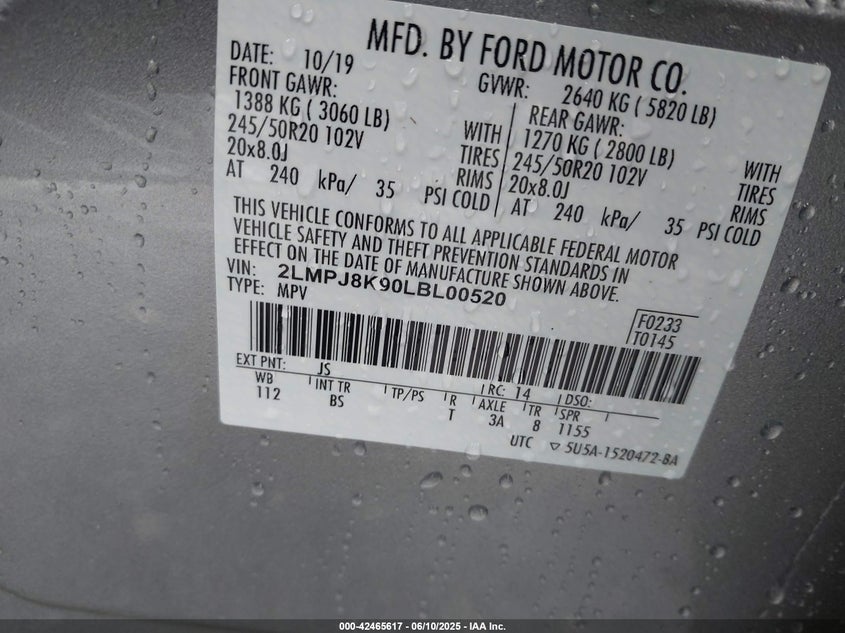 MFD. BY FORD MOTOR CO.
DATE: 10/19 GVWR: 2640 KG ( 5820 LB)
FRONT GAWR: REAR GAWR:
1388 KG ( 3060 LB) WITH 1270 KG ( 2800 LB) WITH
245/50R20 102V TIRES 245/50R20 102V TIRES
20x8.0J RIMS 20x8.0J RIMS
AT 240 kPa/ 35 PSI COLD AT 240 kPa/ 35 PSI COLD
THIS VEHICLE CONFORMS TO ALL APPLICABLE FEDERAL MOTOR
VEHICLE SAFETY AND THEFT PREVENTION STANDARDS IN
EFFECT ON THE DATE OF MANUFACTURE SHOWN ABOVE.
VIN: 2LMPJ8K90LBL00520
TYPE: MPV
F0233
T0145
EXT PNT: JS RC: 14 DSO:
WB INT TR TP/PS R AXLE TR SPR
112 BS T 3A 8 1155
UTC ▽ 5U5A-1520472-BA
000-42465617 - 06/10/2025 - IAA Inc.